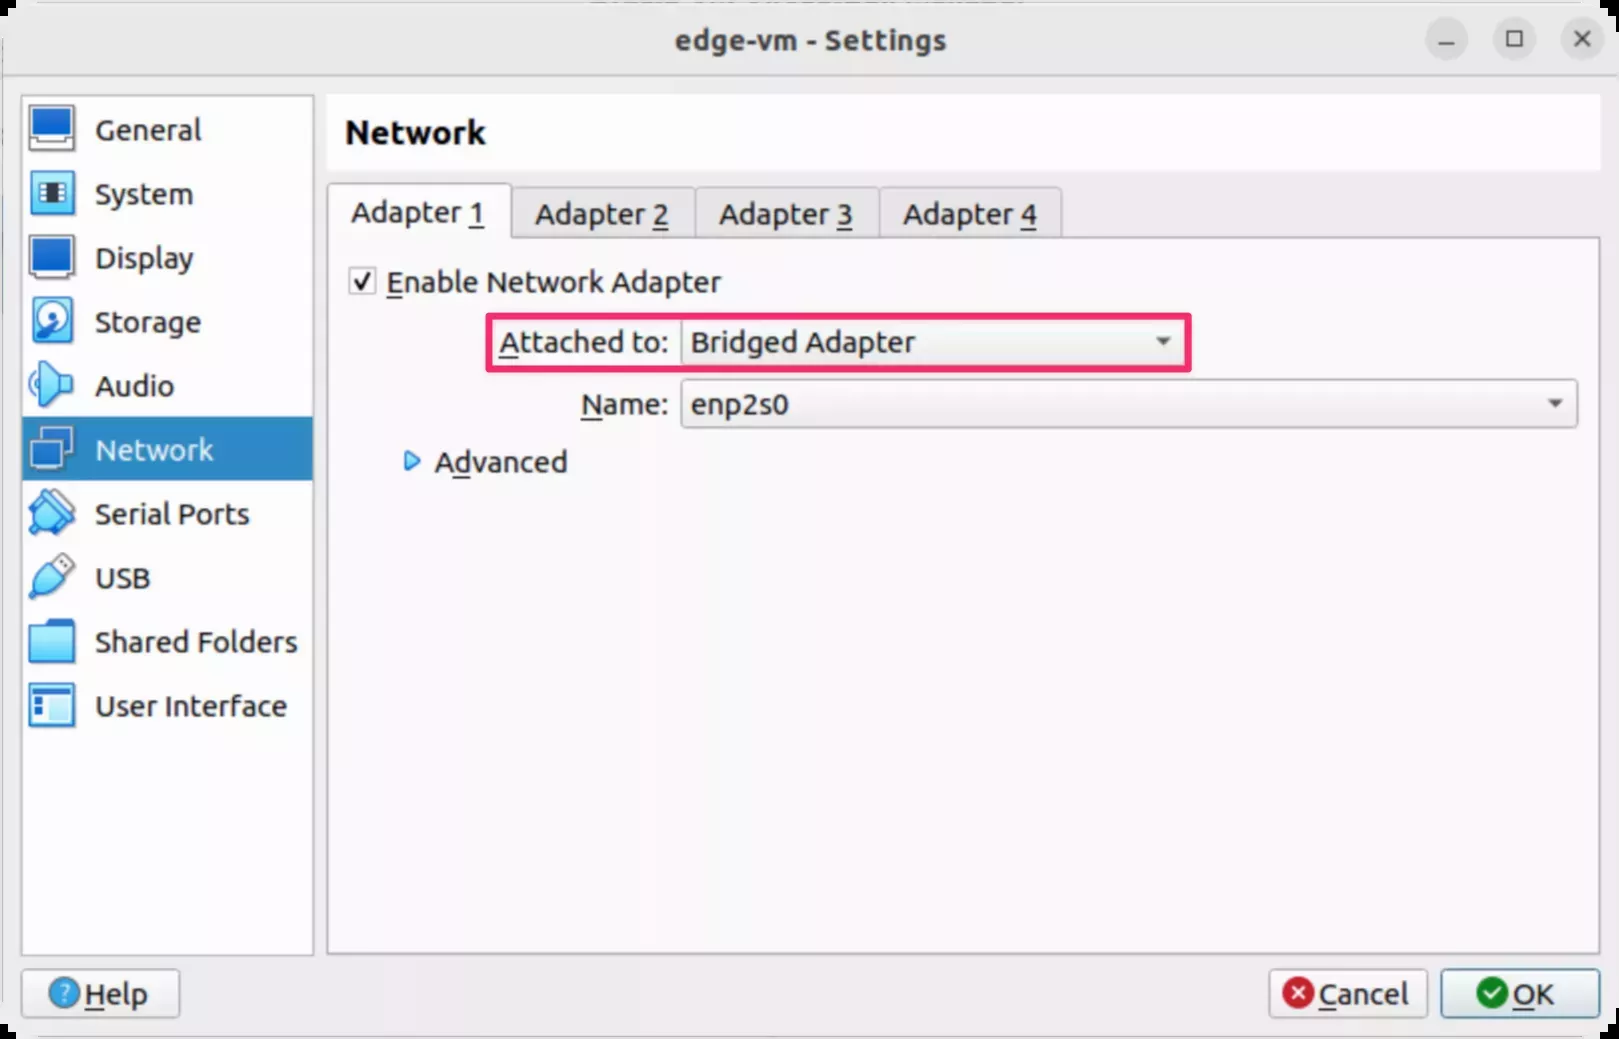 edge-vm - Settings
General
System
Display
Storage
Audio
Network
Serial Ports
USB
Shared Folders
User Interface
Network
Adapter 1 Adapter 2 Adapter 3 Adapter 4
Enable Network Adapter
Attached to: Bridged Adapter
Name: enp2s0
Advanced
Help
Cancel
OK